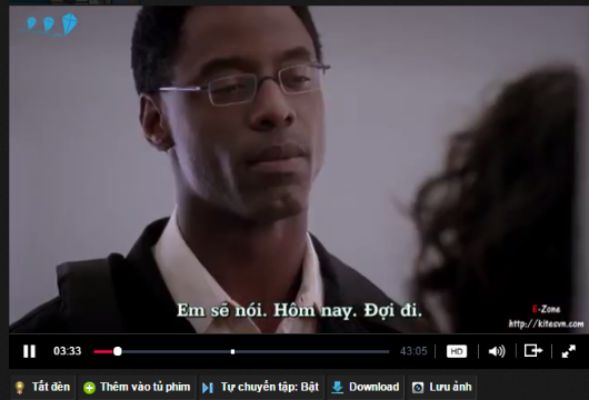 Em sẽ nói. Hôm nay. Đợi đi.
E-Zone
http://kitesvn.com
03:33
43:05
HD
Tắt đèn
Thêm vào tủ phim
Tự chuyển tập: Bật
Download
Lưu ảnh